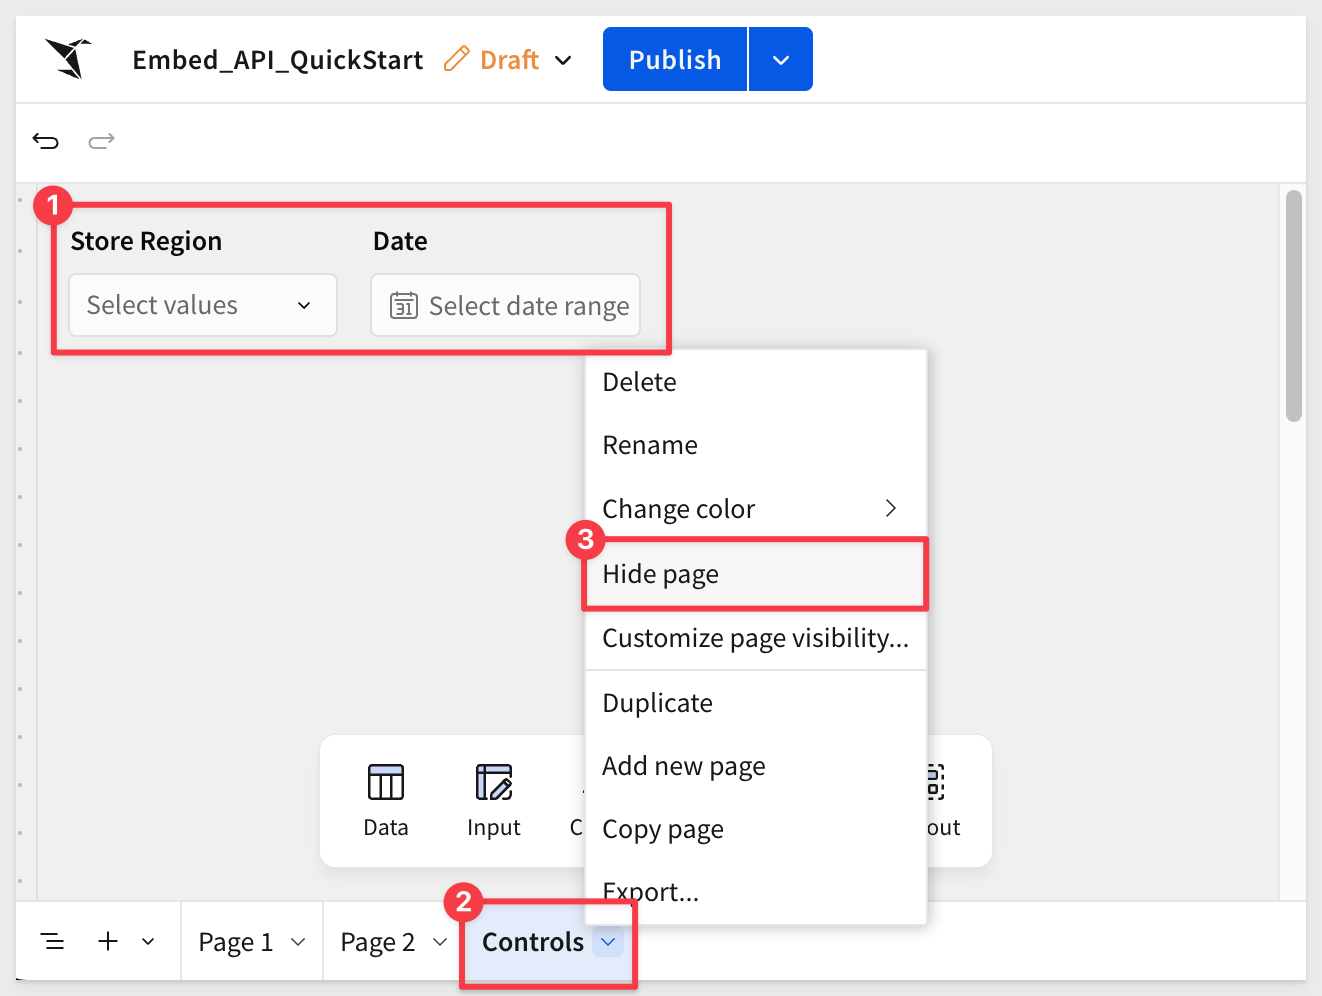 Embed_API_QuickStart Draft Publish
1
Store Region Date
Select values 31 Select date range
Delete
Rename
Change color
3
Hide page
Customize page visibility...
Duplicate
Add new page
Copy page
Export...
Data Input C out
2
Page 1 Page 2 Controls